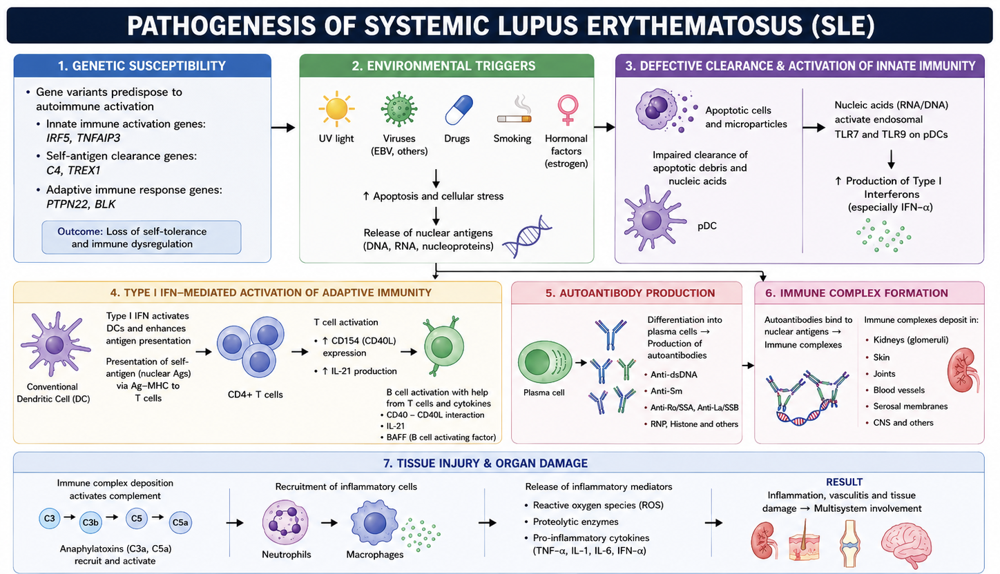 PATHOGENESIS OF SYSTEMIC LUPUS ERYTHEMATOSUS (SLE)
1. GENETIC SUSCEPTIBILITY
• Gene variants predispose to
autoimmune activation
• Innate immune activation genes:
IRF5, TNFAIP3
• Self-antigen clearance genes:
C4, TREX1
• Adaptive immune response genes:
PTPN22, BLK
Outcome: Loss of self-tolerance
and immune dysregulation
2. ENVIRONMENTAL TRIGGERS
UV light
Viruses
(EBV, others)
Drugs
Smoking
Hormonal
factors
(estrogen)
↑ Apoptosis and cellular stress
Release of nuclear antigens
(DNA, RNA, nucleoproteins)
3. DEFECTIVE CLEARANCE & ACTIVATION OF INNATE IMMUNITY
Apoptotic cells
and microparticles
Impaired clearance of
apoptotic debris and
nucleic acids
pDC
Nucleic acids (RNA/DNA)
activate endosomal
TLR7 and TLR9 on pDCs
↑ Production of Type I
Interferons
(especially IFN-α)
4. TYPE I IFN–MEDIATED ACTIVATION OF ADAPTIVE IMMUNITY
Conventional
Dendritic Cell (DC)
Type I IFN activates
DCs and enhances
antigen presentation
Presentation of self-
antigen (nuclear Ags)
via Ag–MHC to
T cells
CD4+ T cells
T cell activation
• ↑ CD154 (CD40L)
expression
• ↑ IL-21 production
B cell activation with help
from T cells and cytokines
• CD40 – CD40L interaction
• IL-21
• BAFF (B cell activating factor)
5. AUTOANTIBODY PRODUCTION
Plasma cell
Differentiation into
plasma cells →
Production of
autoantibodies
• Anti-dsDNA
• Anti-Sm
• Anti-Ro/SSA, Anti-La/SSB
• RNP, Histone and others
6. IMMUNE COMPLEX FORMATION
Autoantibodies bind to
nuclear antigens →
Immune complexes
Immune complexes deposit in:
• Kidneys (glomeruli)
• Skin
• Joints
• Blood vessels
• Serosal membranes
• CNS and others
7. TISSUE INJURY & ORGAN DAMAGE
Immune complex deposition
activates complement
C3 → C3b → C5 → C5a
Anaphylatoxins (C3a, C5a)
recruit and activate
Recruitment of inflammatory cells
Neutrophils
Macrophages
Release of inflammatory mediators
• Reactive oxygen species (ROS)
• Proteolytic enzymes
• Pro-inflammatory cytokines
(TNF-α, IL-1, IL-6, IFN-α)
RESULT
Inflammation, vasculitis and tissue
damage → Multisystem involvement